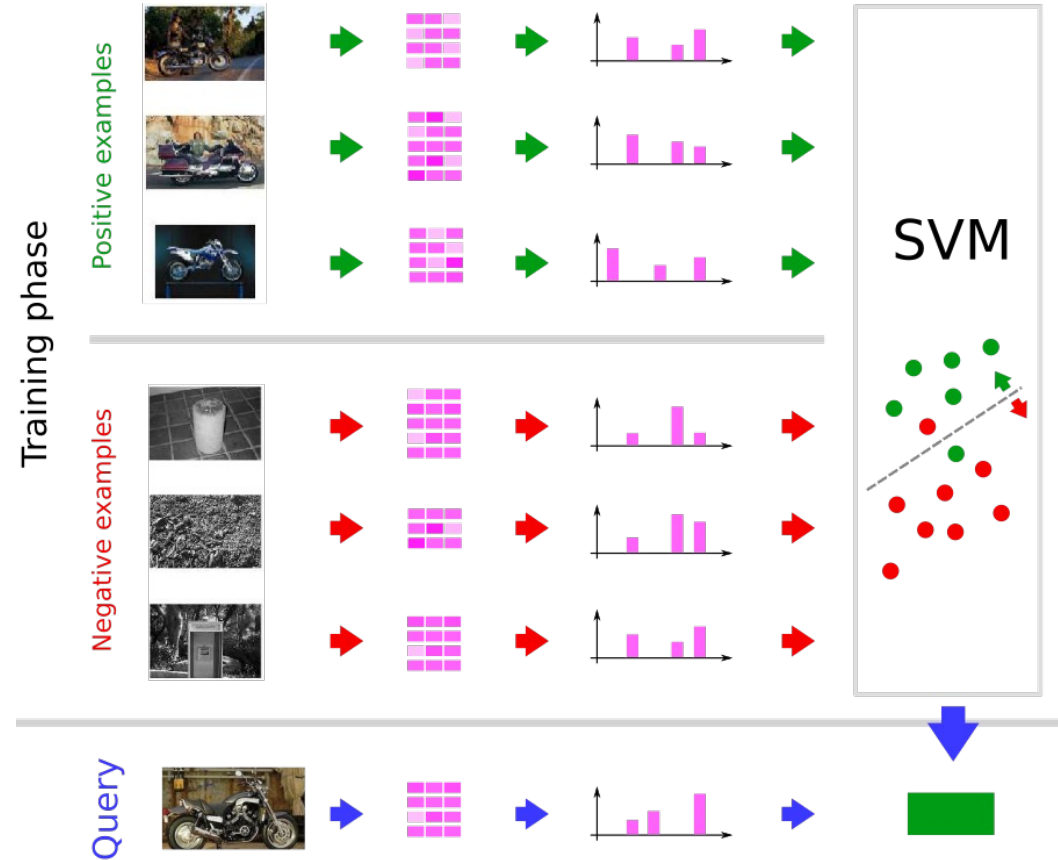 Training phase
Positive examples
Negative examples
SVM
Query